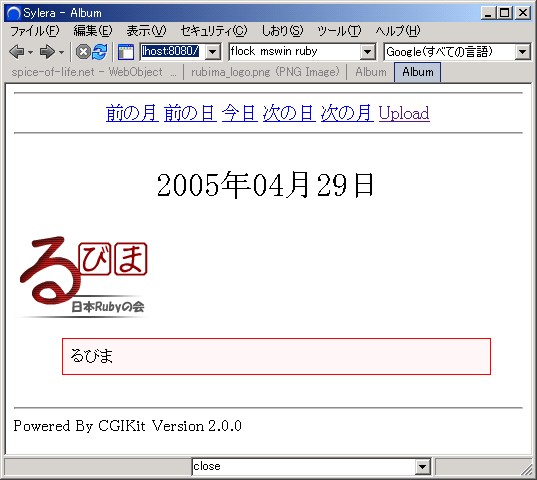 Sylera - Album
ファイル(F) 編集(E) 表示(V) セキュリティ(C) しおり(S) ツール(T) ヘルプ(H)
lhost:8080/ flock mswin ruby Google(すべての言語)
spice-of-life.net - WebObject ... rubima_logo.png (PNG Image) Album Album
前の月 前の日 今日 次の日 次の月 Upload
2005年04月29日
るびま
日本Rubyの会
るびま
Powered By CGIKit Version 2.0.0
close